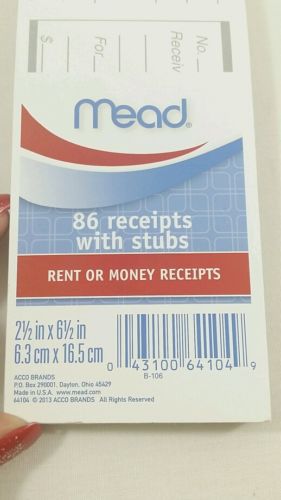 No.
Receiv
For
$
Mead®
86 receipts
with stubs
RENT OR MONEY RECEIPTS
2½ in x 6½ in
6.3 cm x 16.5 cm
0 43100 64104 9
B-106
ACCO BRANDS
P.O. Box 290001, Dayton, Ohio 45429
Made in U.S.A. www.mead.com
64104 © 2013 ACCO BRANDS All Rights Reserved